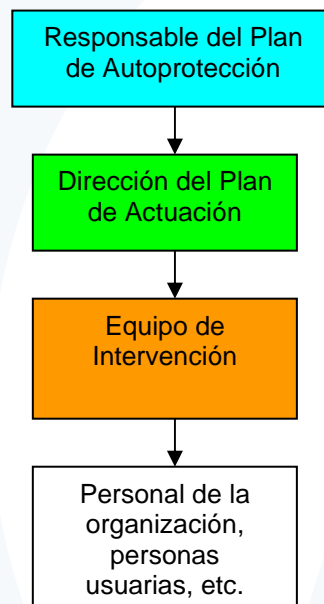 Responsable del Plan
de Autoprotección
Dirección del Plan
de Actuación
Equipo de
Intervención
Personal de la
organización,
personas
usuarias, etc.